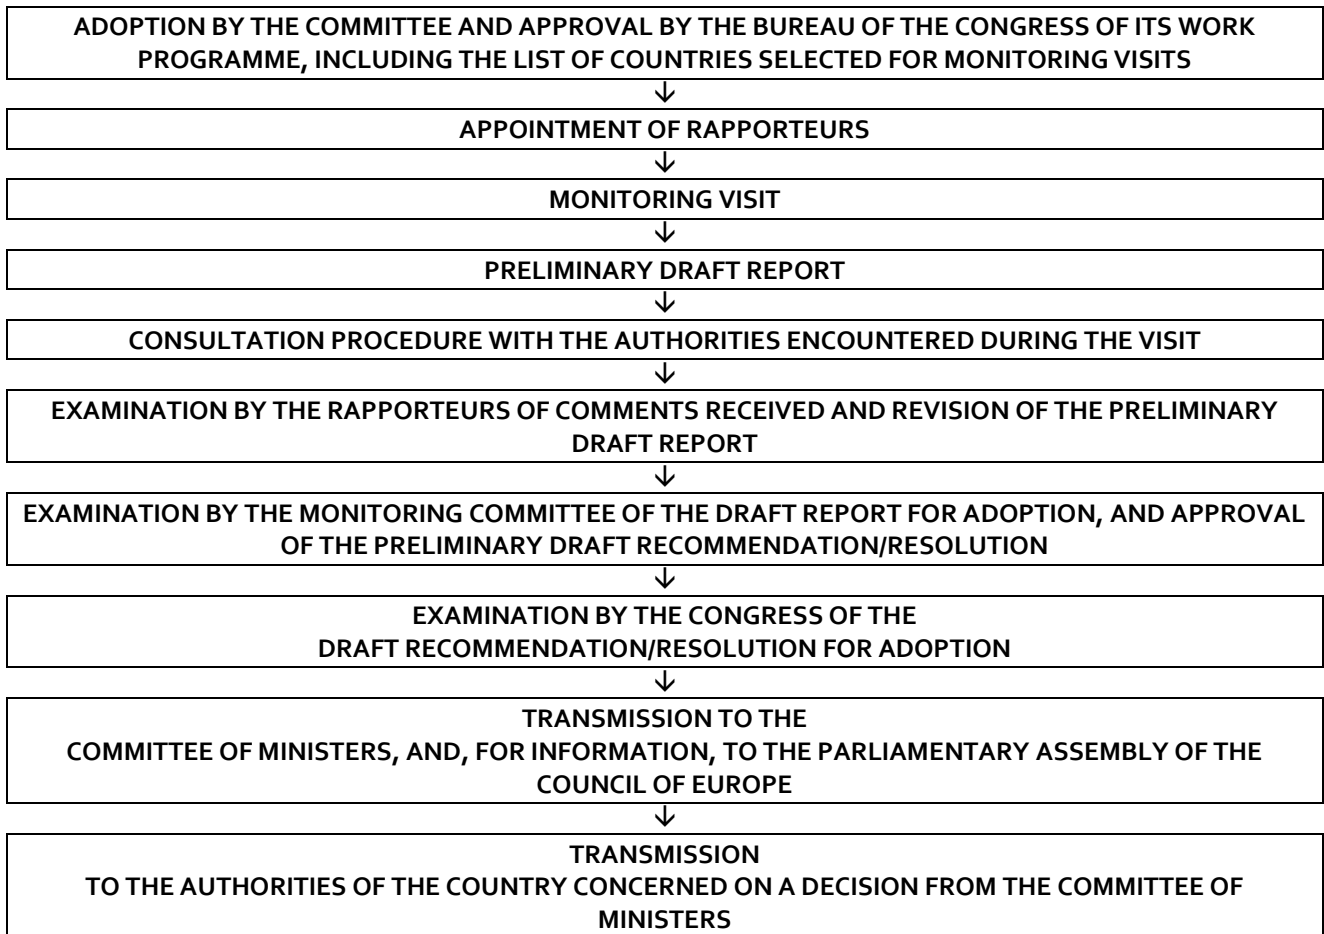 ADOPTION BY THE COMMITTEE AND APPROVAL BY THE BUREAU OF THE CONGRESS OF ITS WORK
PROGRAMME, INCLUDING THE LIST OF COUNTRIES SELECTED FOR MONITORING VISITS
↓
APPOINTMENT OF RAPPORTEURS
↓
MONITORING VISIT
↓
PRELIMINARY DRAFT REPORT
↓
CONSULTATION PROCEDURE WITH THE AUTHORITIES ENCOUNTERED DURING THE VISIT
↓
EXAMINATION BY THE RAPPORTEURS OF COMMENTS RECEIVED AND REVISION OF THE PRELIMINARY
DRAFT REPORT
↓
EXAMINATION BY THE MONITORING COMMITTEE OF THE DRAFT REPORT FOR ADOPTION, AND APPROVAL
OF THE PRELIMINARY DRAFT RECOMMENDATION/RESOLUTION
↓
EXAMINATION BY THE CONGRESS OF THE
DRAFT RECOMMENDATION/RESOLUTION FOR ADOPTION
↓
TRANSMISSION TO THE
COMMITTEE OF MINISTERS, AND, FOR INFORMATION, TO THE PARLIAMENTARY ASSEMBLY OF THE
COUNCIL OF EUROPE
↓
TRANSMISSION
TO THE AUTHORITIES OF THE COUNTRY CONCERNED ON A DECISION FROM THE COMMITTEE OF
MINISTERS